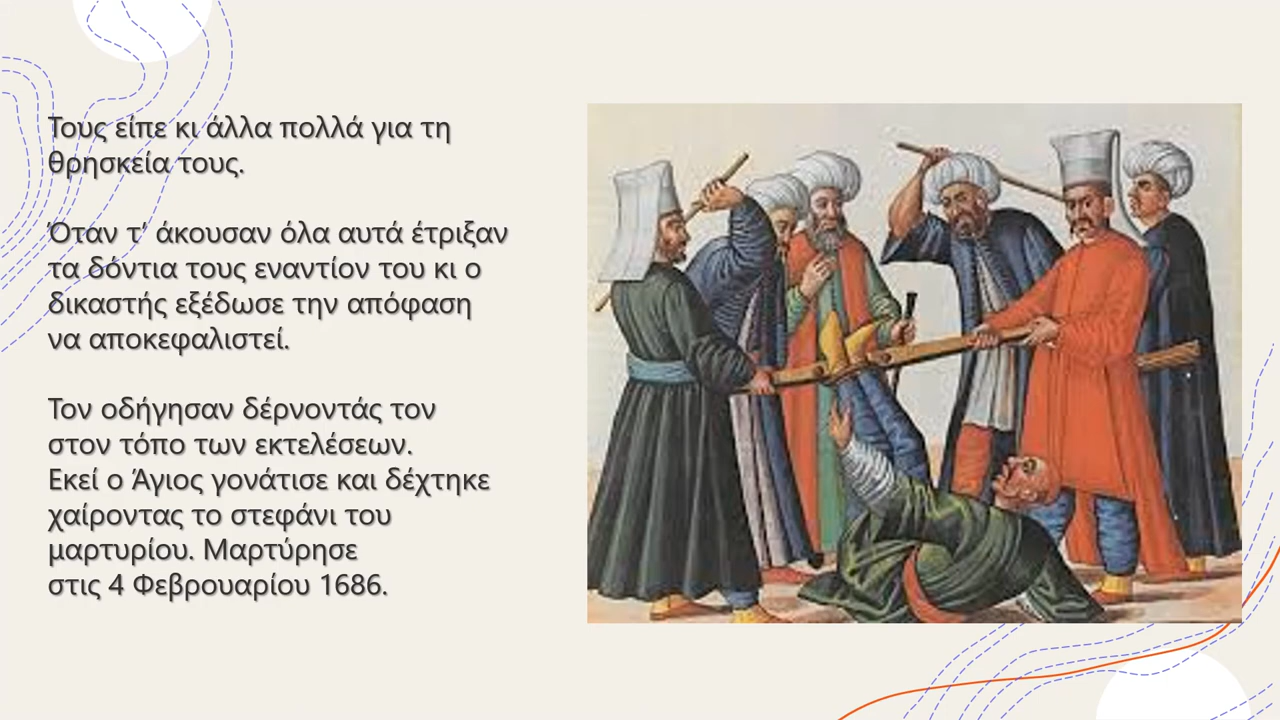 Τους είπε κι άλλα πολλά για τη
θρησκεία τους.
Όταν τ’ άκουσαν όλα αυτά έτριξαν
τα δόντια τους εναντίον του κι ο
δικαστής εξέδωσε την απόφαση
να αποκεφαλιστεί.
Τον οδήγησαν δέρνοντάς τον
στον τόπο των εκτελέσεων.
Εκεί ο Άγιος γονάτισε και δέχτηκε
χαίροντας το στεφάνι του
μαρτυρίου. Μαρτύρησε
στις 4 Φεβρουαρίου 1686.